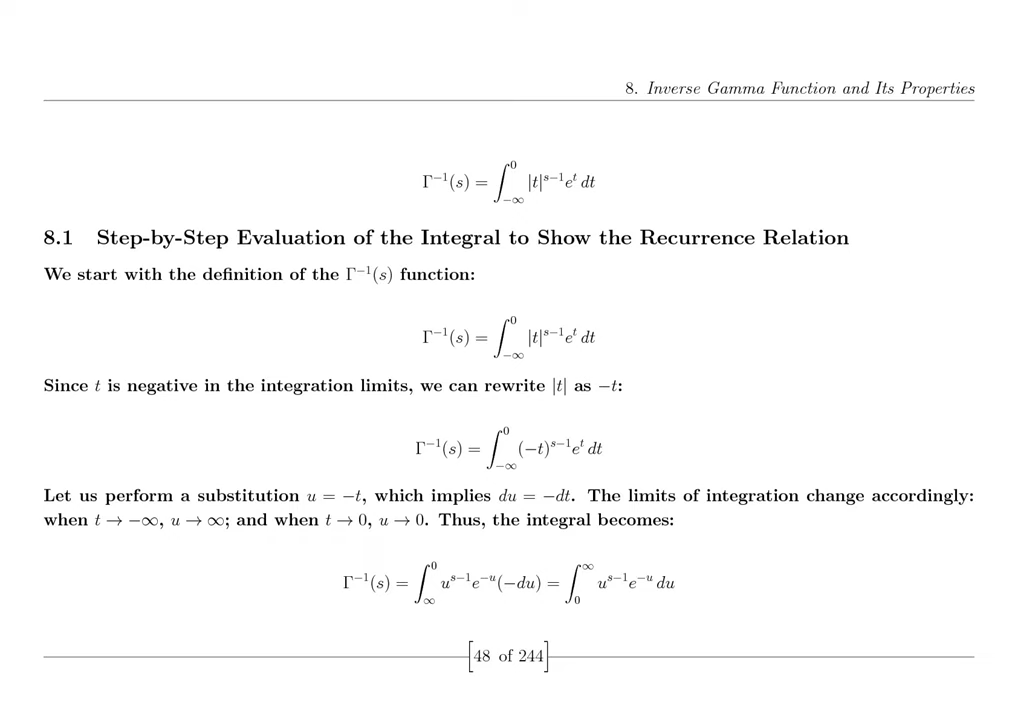 8. Inverse Gamma Function and Its Properties
Γ⁻¹(s) = ∫_{−∞}^{0} |t|^{s−1} e^{t} dt
8.1 Step-by-Step Evaluation of the Integral to Show the Recurrence Relation
We start with the definition of the Γ⁻¹(s) function:
Γ⁻¹(s) = ∫_{−∞}^{0} |t|^{s−1} e^{t} dt
Since t is negative in the integration limits, we can rewrite |t| as −t:
Γ⁻¹(s) = ∫_{−∞}^{0} (−t)^{s−1} e^{t} dt
Let us perform a substitution u = −t, which implies du = −dt. The limits of integration change accordingly:
when t → −∞, u → ∞; and when t → 0, u → 0. Thus, the integral becomes:
Γ⁻¹(s) = ∫_{∞}^{0} u^{s−1} e^{−u} (−du) = ∫_{0}^{∞} u^{s−1} e^{−u} du
[48 of 244]